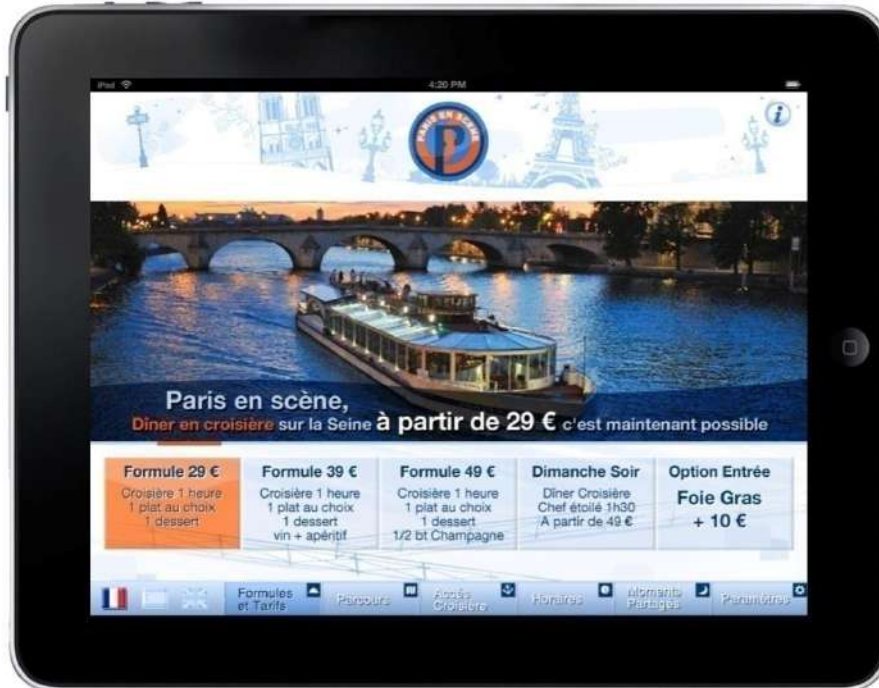 iPad
4:20 PM
PARIS EN SCÈNE
i
Paris en scène,
Dîner en croisière sur la Seine à partir de 29 € c'est maintenant possible
Formule 29 €
Croisière 1 heure
1 plat au choix
1 dessert
Formule 39 €
Croisière 1 heure
1 plat au choix
1 dessert
vin + apéritif
Formule 49 €
Croisière 1 heure
1 plat au choix
1 dessert
1/2 bt Champagne
Dimanche Soir
Dîner Croisière
Chef étoilé 1h30
A partir de 49 €
Option Entrée
Foie Gras
+ 10 €
Formules
et Tarifs
Parcours
Accès
Croisière
Horaires
Moments
Partagés
Paramètres